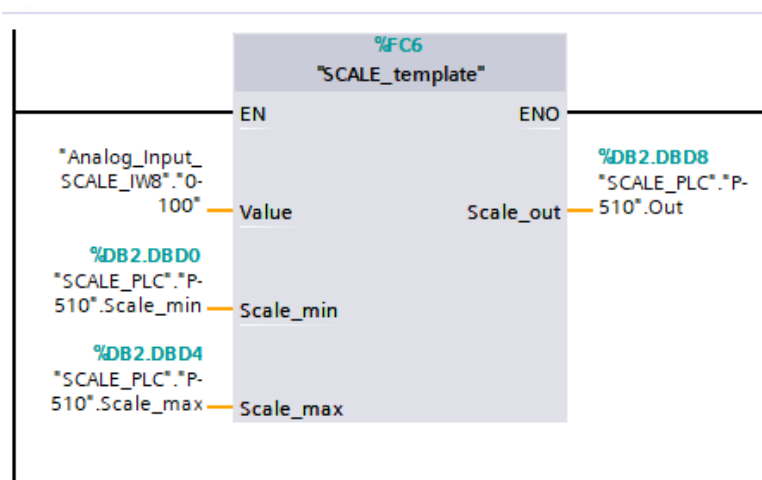 %FC6
"SCALE_template"
EN
ENO
"Analog_Input_
SCALE_IW8"."0-
100"
Value
%DB2.DBD8
"SCALE_PLC"."P-
510".Out
Scale_out
%DB2.DBD0
"SCALE_PLC"."P-
510".Scale_min
Scale_min
%DB2.DBD4
"SCALE_PLC"."P-
510".Scale_max
Scale_max